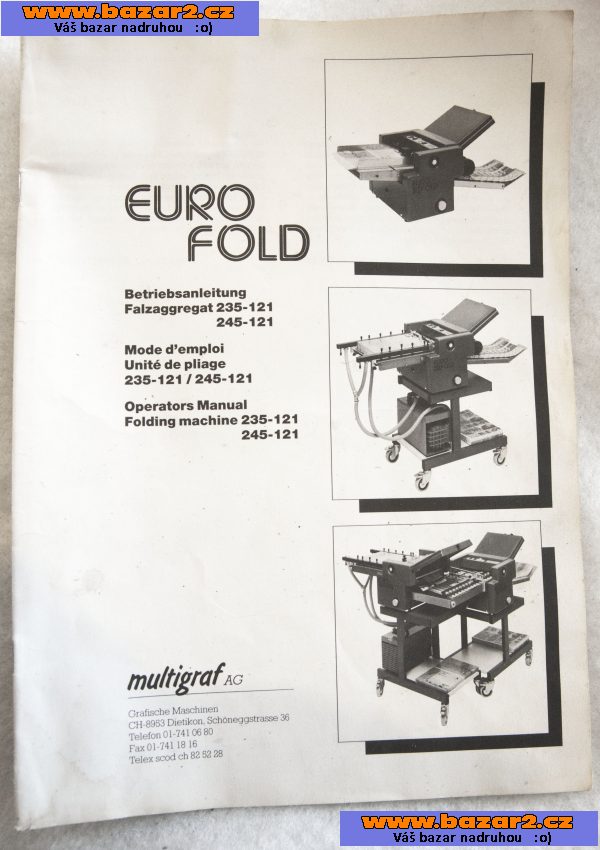 www.bazar2.cz
Váš bazar nadruhou :o)
EURO
FOLD
Betriebsanleitung
Falzaggregat 235-121
245-121
Mode d'emploi
Unité de pliage
235-121 / 245-121
Operators Manual
Folding machine 235-121
245-121
multigraf AG
Grafische Maschinen
CH-8953 Dietikon, Schöneggstrasse 36
Telefon 01-741 06 80
Fax 01-741 18 16
Telex scod ch 82 52 28
www.bazar2.cz
Váš bazar nadruhou :o)